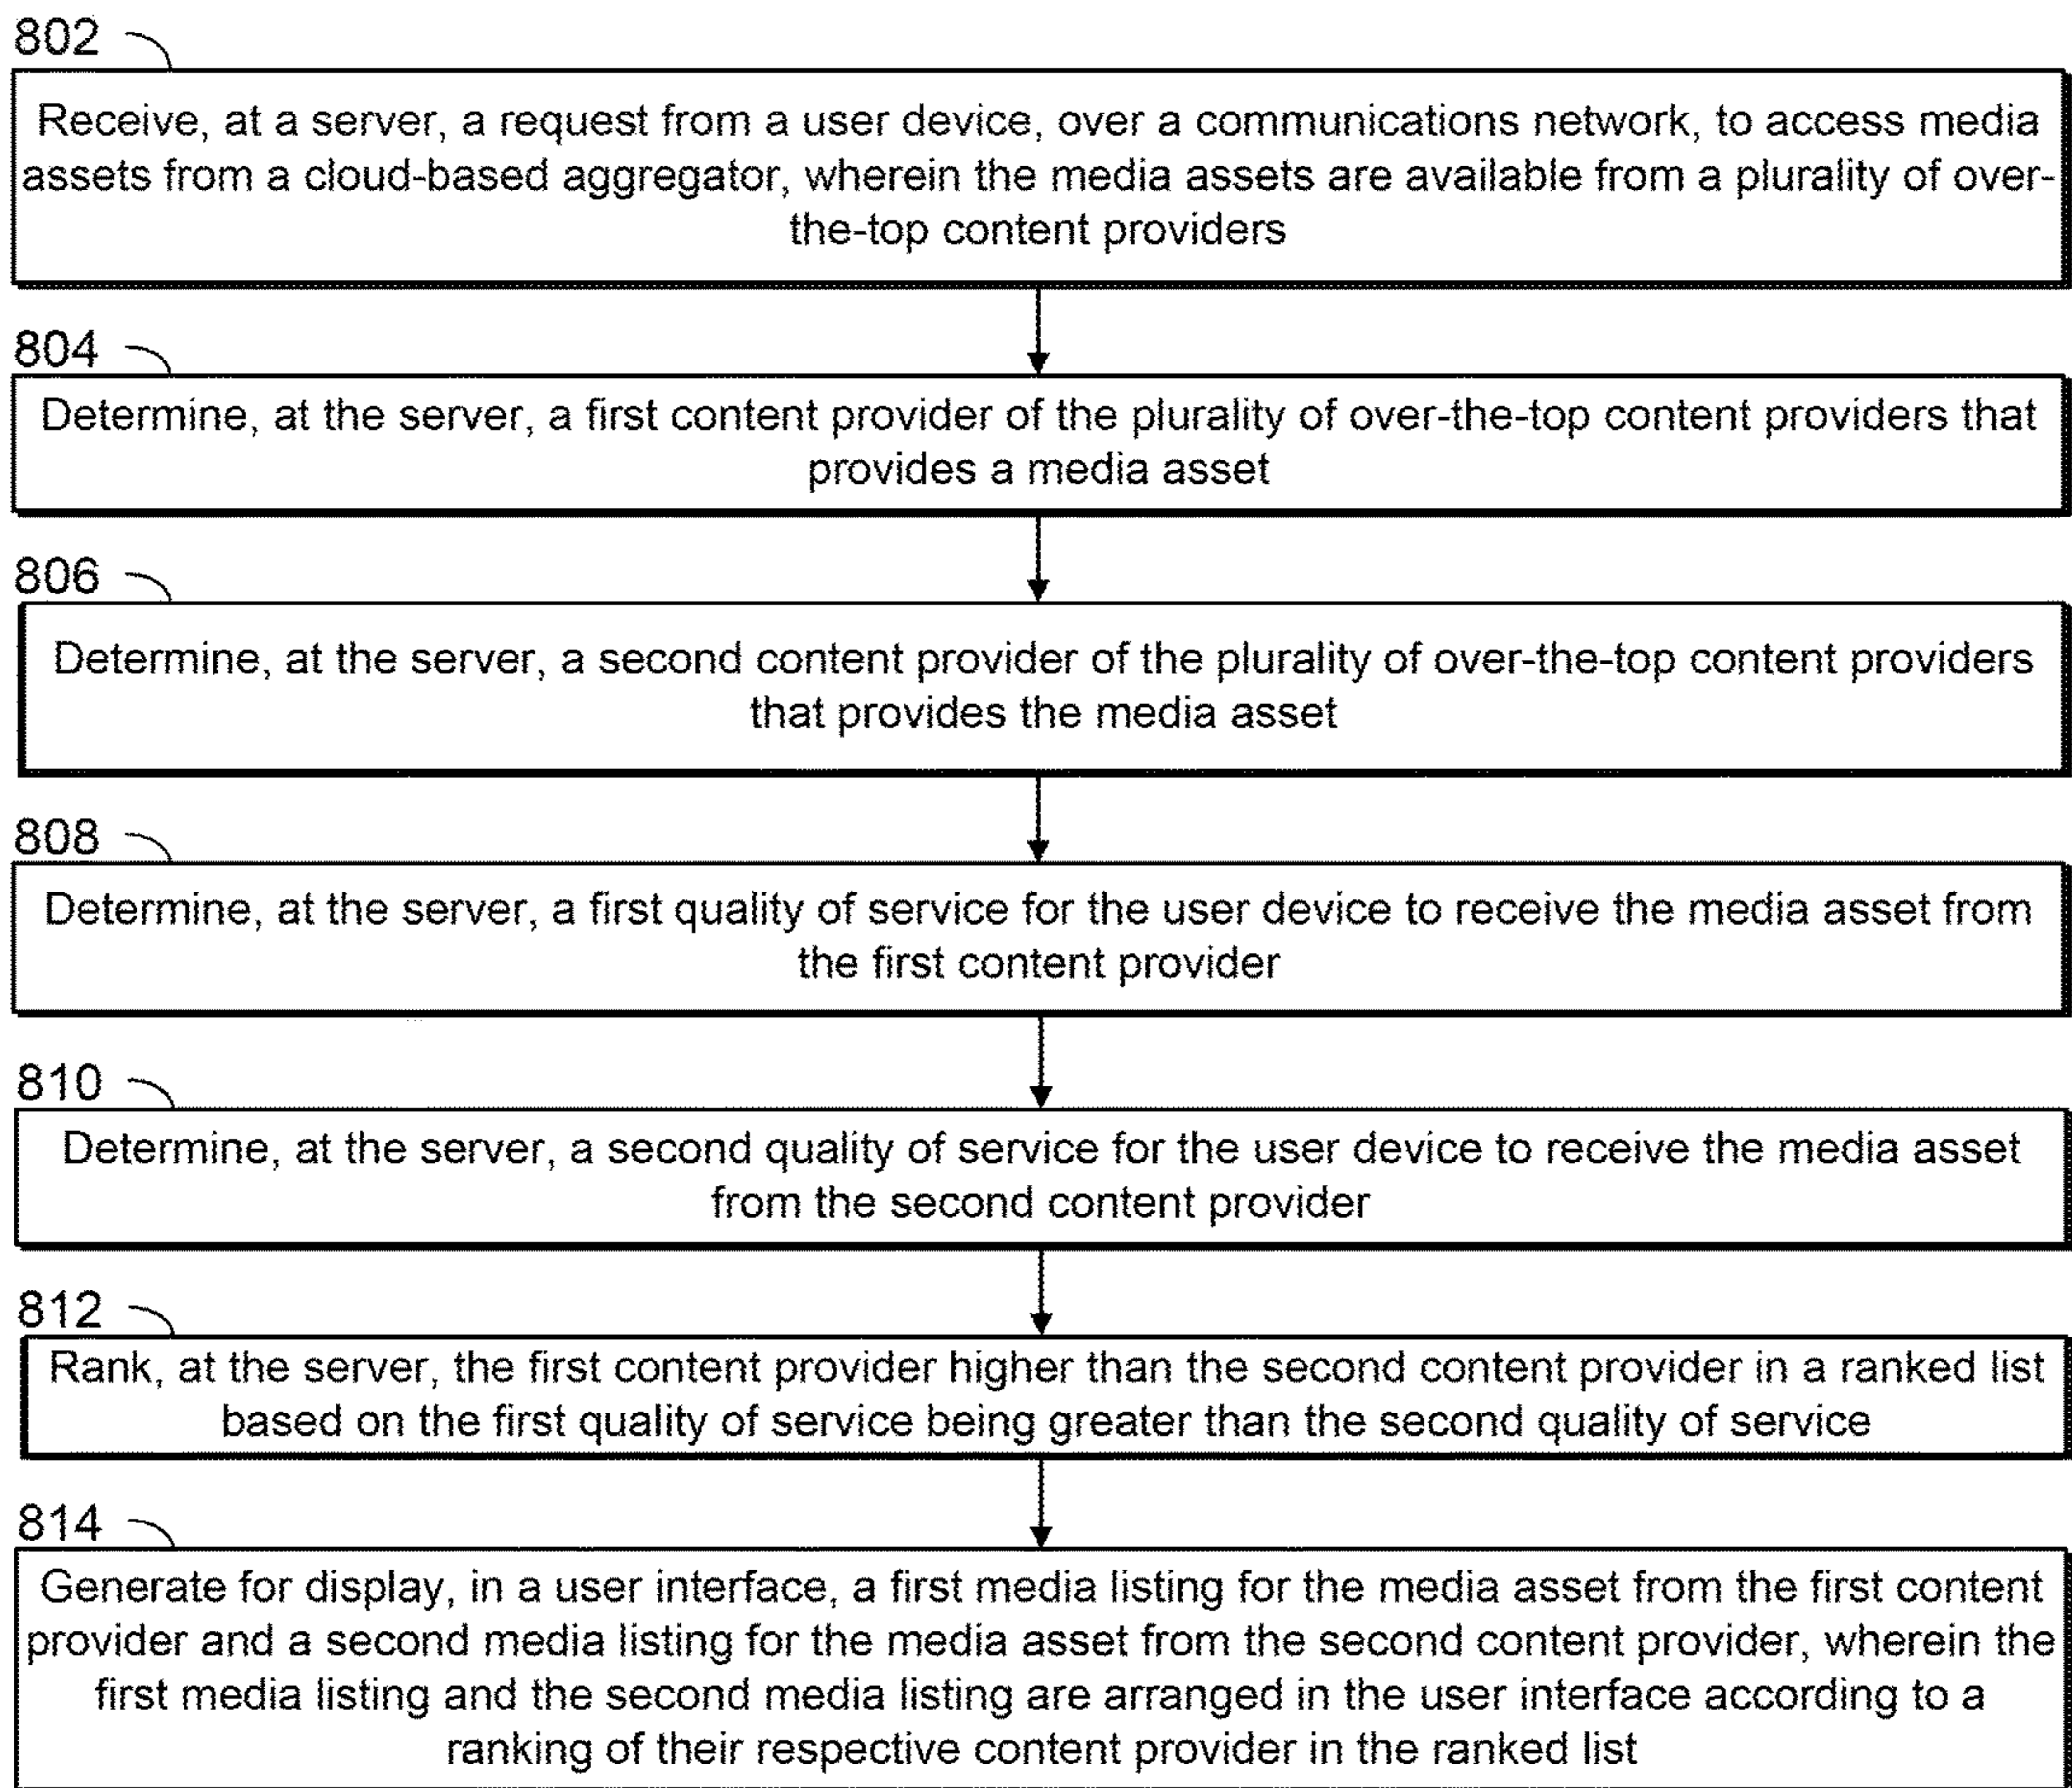 802
Receive, at a server, a request from a user device, over a communications network, to access media
assets from a cloud-based aggregator, wherein the media assets are available from a plurality of over-
the-top content providers
804
Determine, at the server, a first content provider of the plurality of over-the-top content providers that
provides a media asset
806
Determine, at the server, a second content provider of the plurality of over-the-top content providers
that provides the media asset
808
Determine, at the server, a first quality of service for the user device to receive the media asset from
the first content provider
810
Determine, at the server, a second quality of service for the user device to receive the media asset
from the second content provider
812
Rank, at the server, the first content provider higher than the second content provider in a ranked list
based on the first quality of service being greater than the second quality of service
814
Generate for display, in a user interface, a first media listing for the media asset from the first content
provider and a second media listing for the media asset from the second content provider, wherein the
first media listing and the second media listing are arranged in the user interface according to a
ranking of their respective content provider in the ranked list